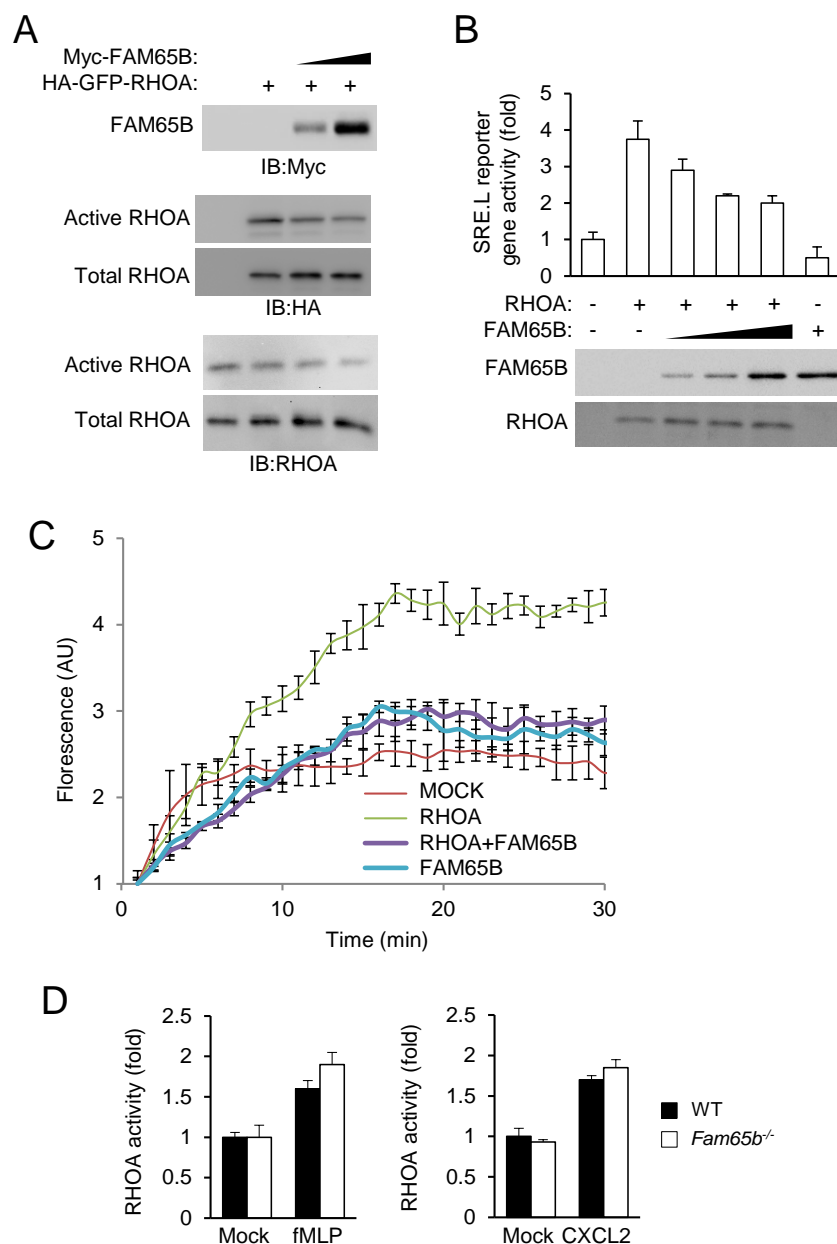 A
Myc-FAM65B:
HA-GFP-RHOA: + + +
FAM65B
IB:Myc
Active RHOA
Total RHOA
IB:HA
Active RHOA
Total RHOA
IB:RHOA
B
SRE.L reporter
gene activity (fold)
5
4
3
2
1
0
RHOA: - + + + + -
FAM65B: - - +
FAM65B
RHOA
C
Florescence (AU)
5
4
3
2
1
0 10 20 30
Time (min)
MOCK
RHOA
RHOA+FAM65B
FAM65B
D
RHOA activity (fold)
2.5
2
1.5
1
0.5
0
Mock fMLP
RHOA activity (fold)
2.5
2
1.5
1
0.5
0
Mock CXCL2
WT
Fam65b-/-